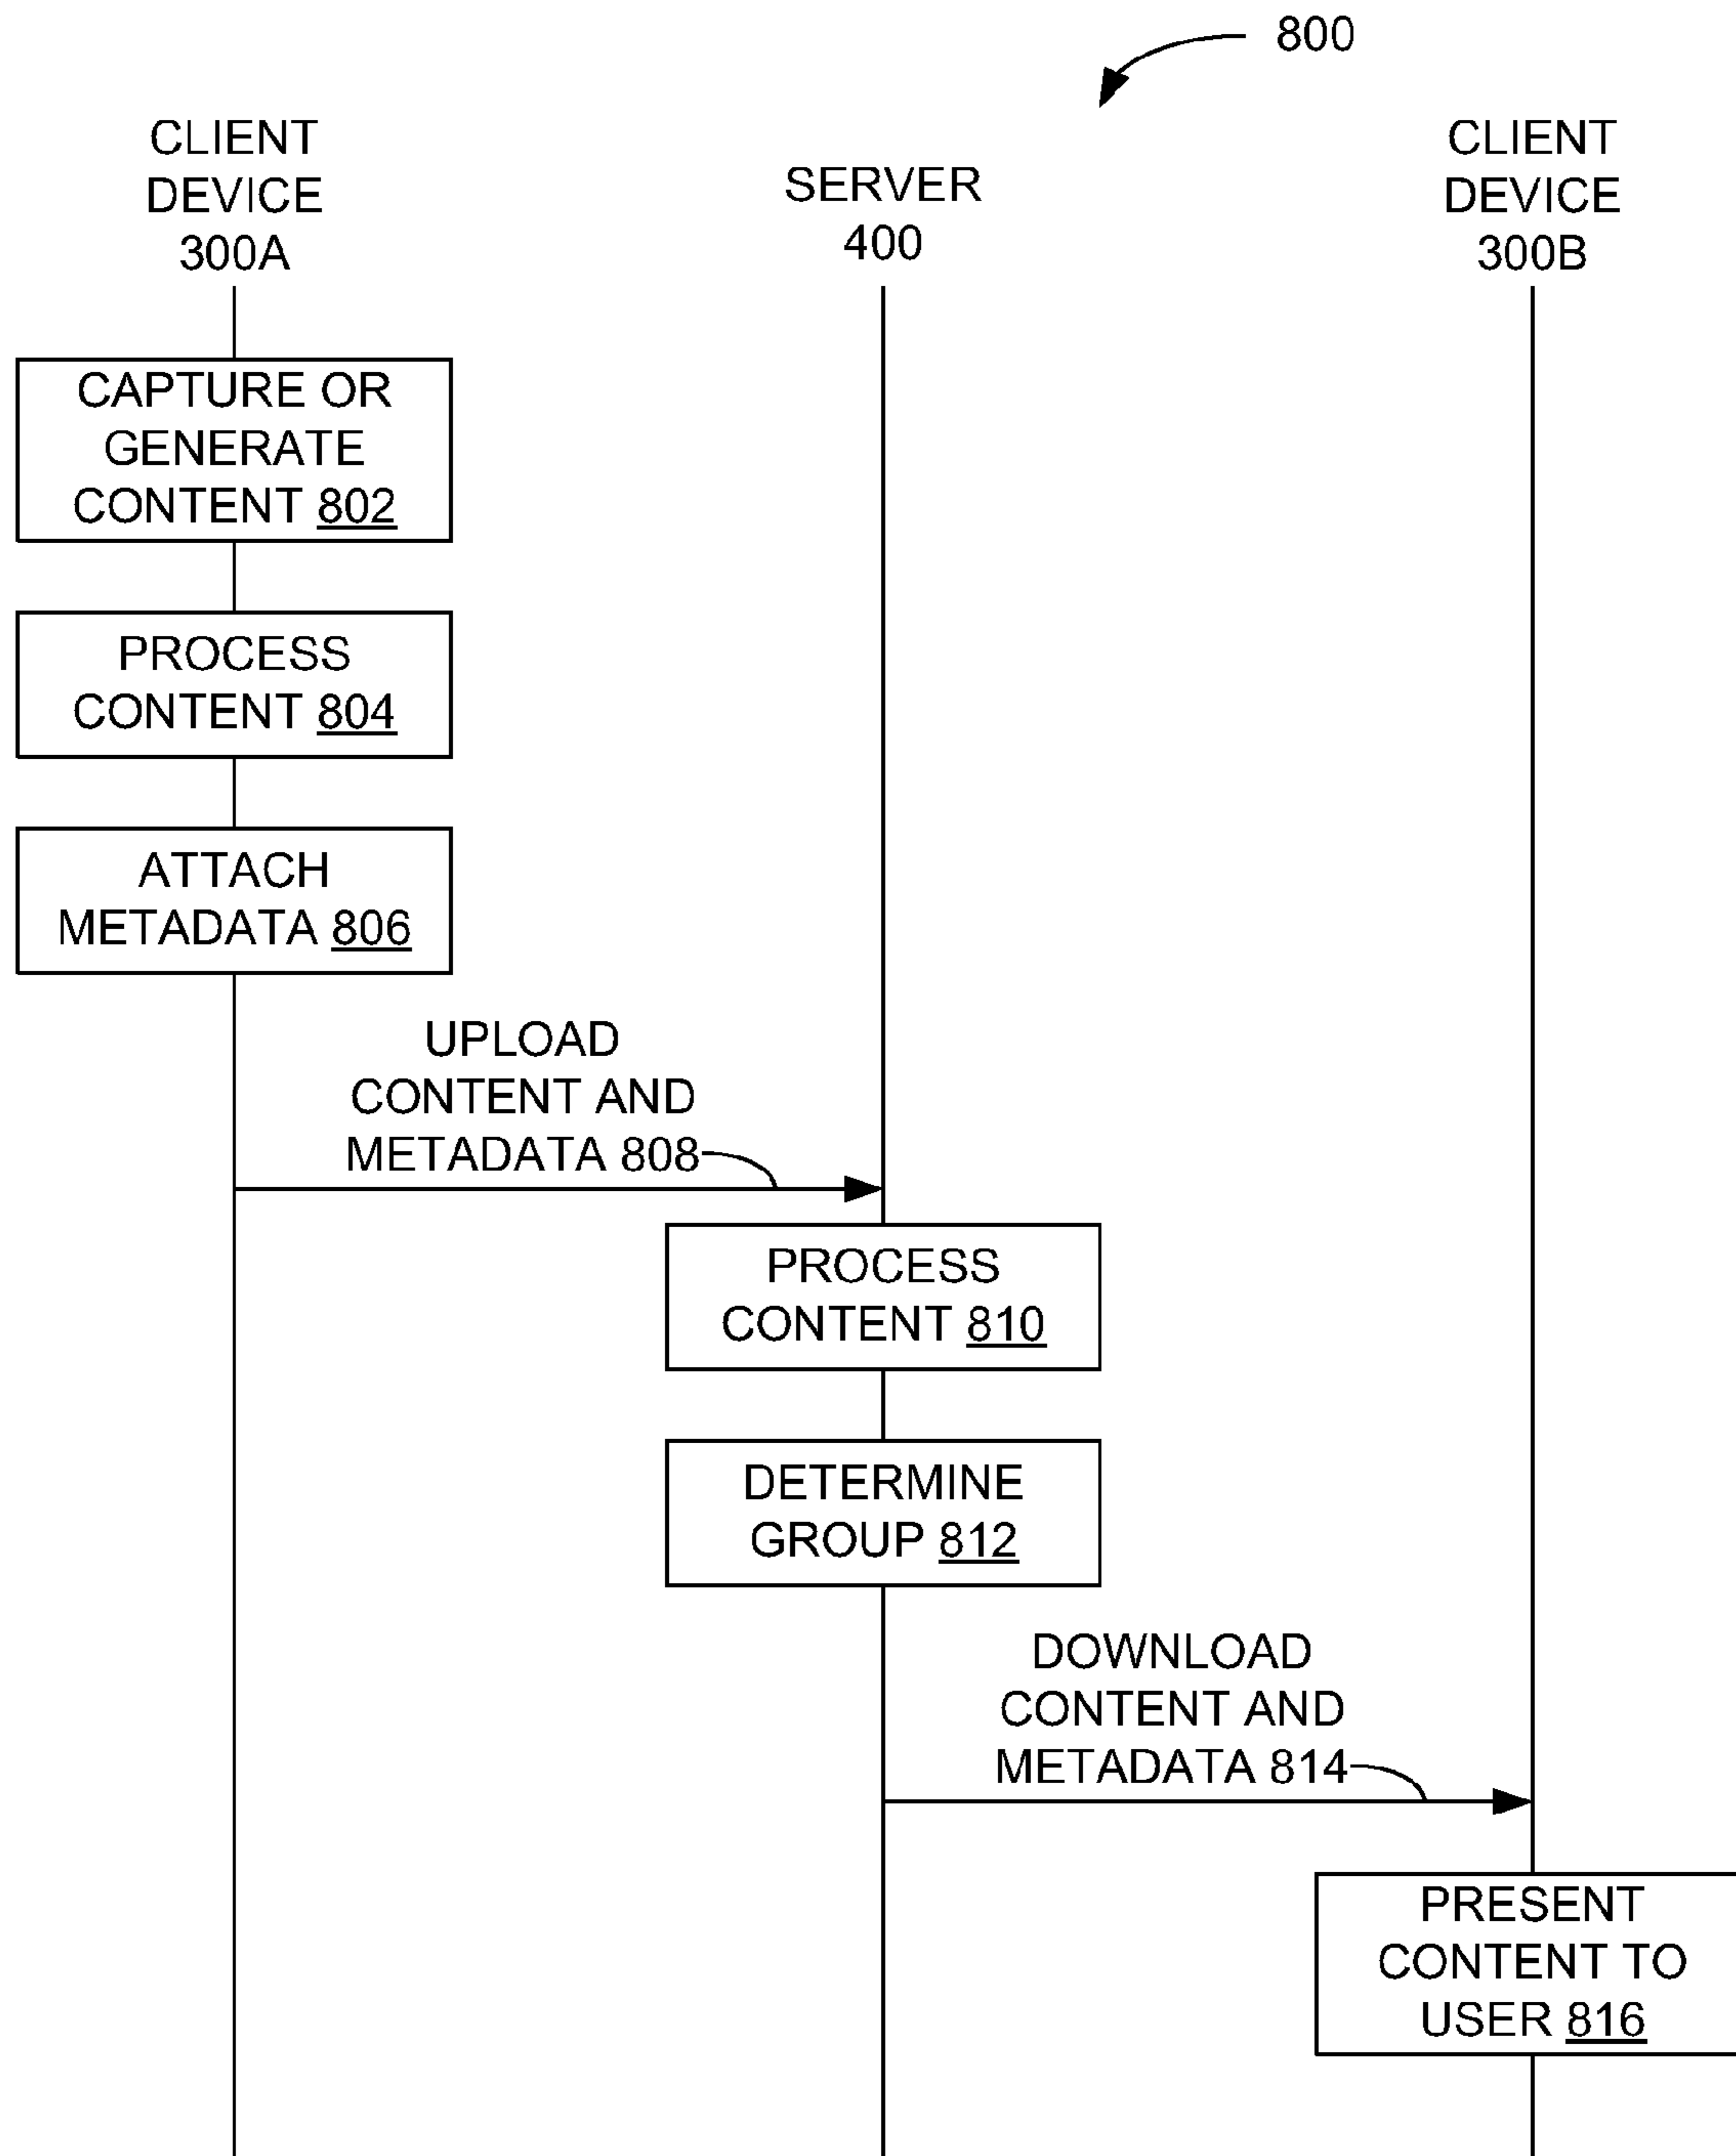 800
CLIENT
DEVICE
300A
SERVER
400
CLIENT
DEVICE
300B
CAPTURE OR
GENERATE
CONTENT 802
PROCESS
CONTENT 804
ATTACH
METADATA 806
UPLOAD
CONTENT AND
METADATA 808
PROCESS
CONTENT 810
DETERMINE
GROUP 812
DOWNLOAD
CONTENT AND
METADATA 814
PRESENT
CONTENT TO
USER 816